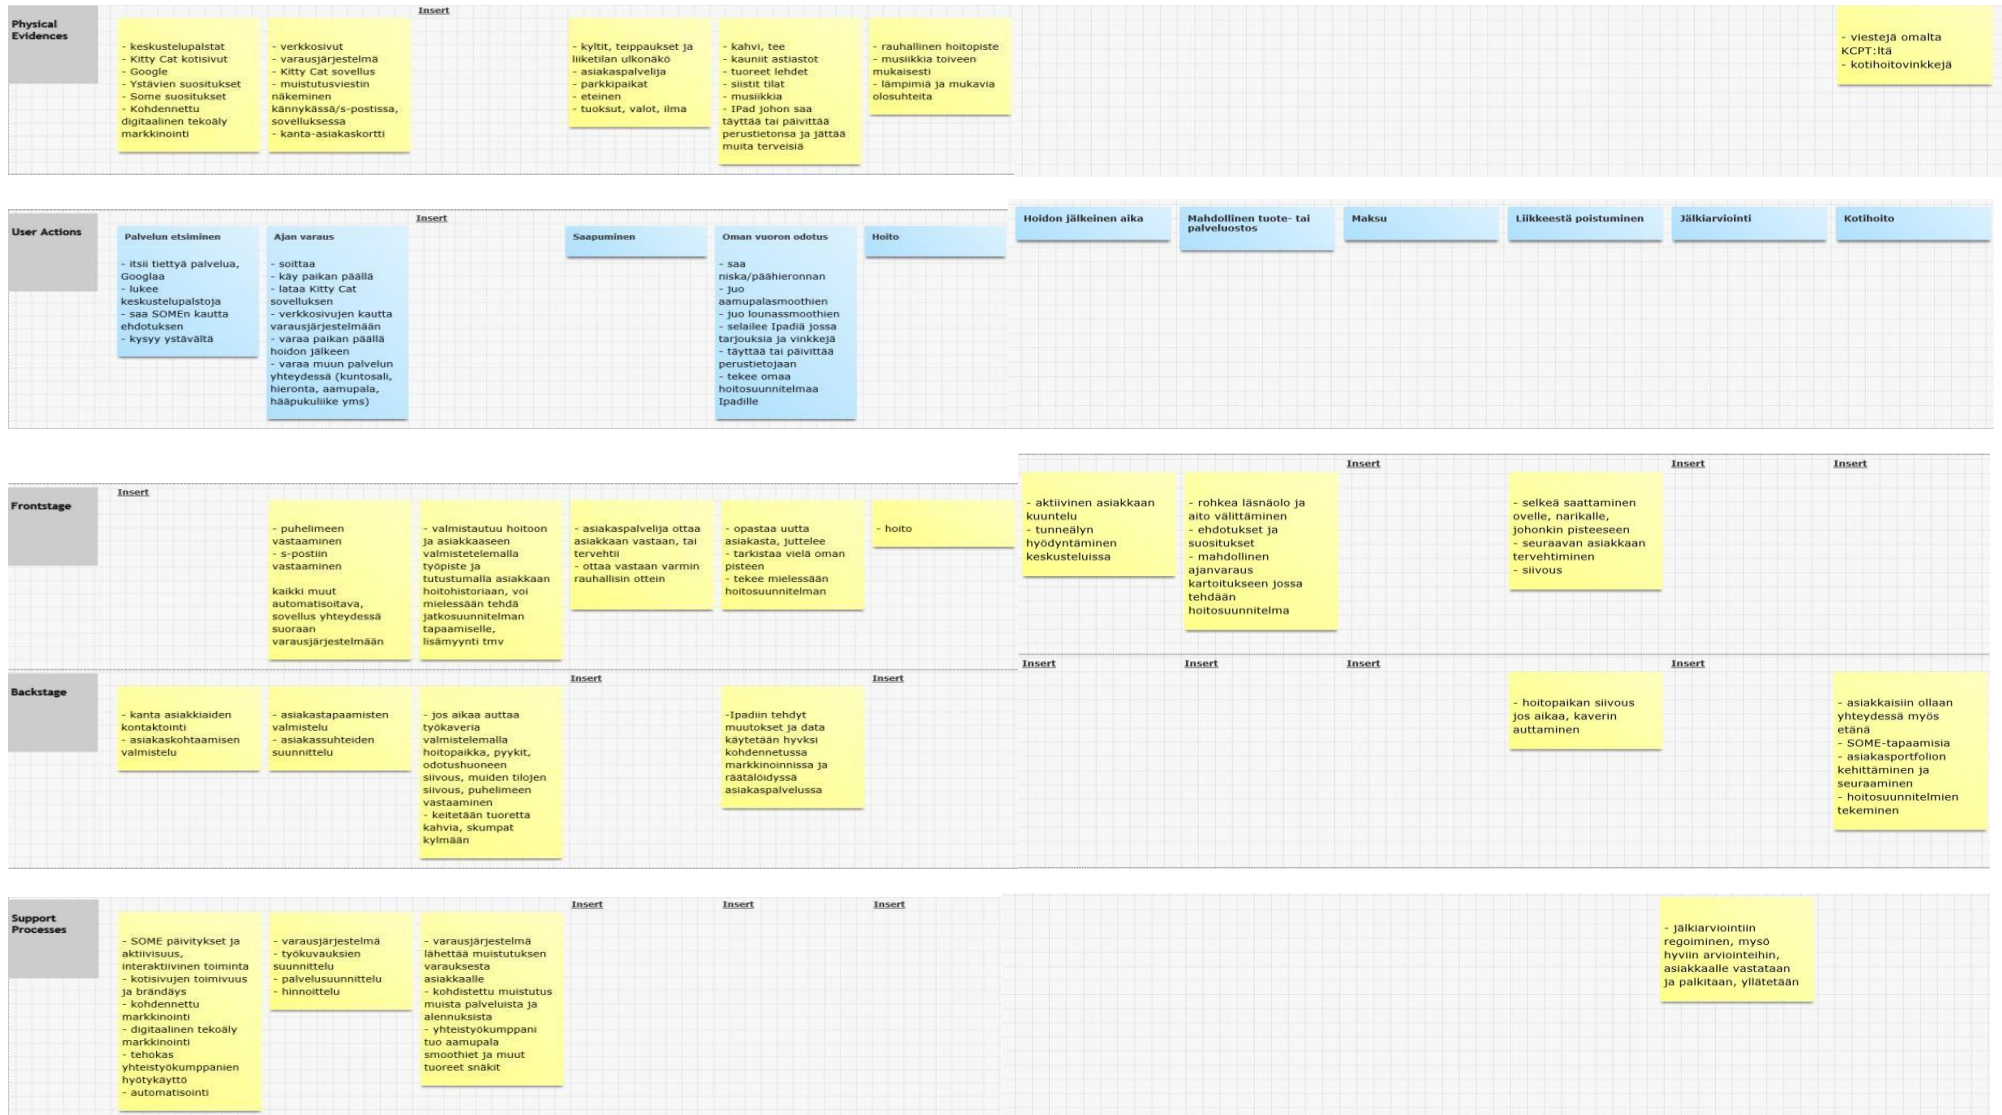 Physical
Evidences
Insert
- keskustelupalstat
- Kitty Cat kotisivut
- Google
- Ystävien suositukset
- Some suositukset
- Kohdennettu
digitaalinen tekoäly
markkinointi
- verkkosivut
- varausjärjestelmä
- Kitty Cat sovellus
- muistutusviestin
näkeminen
kännykässä/s-postissa,
sovelluksessa
- kanta-asiakaskortti
- kyltit, teippaukset ja
liiketilan ulkonäkö
- asiakaspalvelija
- parkkipaikat
- eteinen
- tuoksut, valot, ilma
- kahvi, tee
- kauniit astiastot
- tuoreet lehdet
- siistit tilat
- musiikkia
- IPad johon saa
täyttää tai päivittää
perustietonsa ja jättää
muita terveisiä
- rauhallinen hoitopiste
- musiikkia toiveen
mukaisesti
- lämpimiä ja mukavia
olosuhteita
- viestejä omalta
KCPT:ltä
- kotihoitovinkkejä
User Actions
Palvelun etsiminen
- itsii tiettyä palvelua,
Googlaa
- lukee
keskustelupalstoja
- saa SOMEn kautta
ehdotuksen
- kysyy ystävältä
Ajan varaus
- soittaa
- käy paikan päällä
- lataa Kitty Cat
sovelluksen
- verkkosivujen kautta
varausjärjestelmään
- varaa paikan päällä
hoidon jälkeen
- varaa muun palvelun
yhteydessä (kuntosali,
hieronta, aamupala,
hääpukuliike yms)
Insert
Saapuminen
Oman vuoron odotus
- saa
niska/päähieronnan
- juo
aamupalasmoothien
- juo lounassmoothien
- selailee Ipadiä jossa
tarjouksia ja vinkkejä
- täyttää tai päivittää
perustietojaan
- tekee omaa
hoitosuunnitelmaa
Ipadille
Hoito
Hoidon jälkeinen aika
Mahdollinen tuote- tai
palveluostos
Maksu
Liikkeestä poistuminen
Jälkiarviointi
Kotihoito
Frontstage
Insert
- puhelimeen
vastaaminen
- s-postiin
vastaaminen
kaikki muut
automatisoitava,
sovellus yhteydessä
suoraan
varausjärjestelmään
- valmistautuu hoitoon
ja asiakkaaseen
valmistetelemalla
työpiste ja
tutustumalla asiakkaan
hoitohistoriaan, voi
mielessään tehdä
jatkosuunnitelman
tapaamiselle,
lisämyynti tmv
- asiakaspalvelija ottaa
asiakkaan vastaan, tai
tervehtii
- ottaa vastaan varmin
rauhallisin ottein
- opastaa uutta
asiakasta, juttelee
- tarkistaa vielä oman
pisteen
- tekee mielessään
hoitosuunnitelman
- hoito
- aktiivinen asiakkaan
kuuntelu
- tunneälyn
hyödyntäminen
keskusteluissa
- rohkea läsnäolo ja
aito välittäminen
- ehdotukset ja
suositukset
- mahdollinen
ajanvaraus
kartoitukseen jossa
tehdään
hoitosuunnitelma
Insert
- selkeä saattaminen
ovelle, narikalle,
johonkin pisteeseen
- seuraavan asiakkaan
tervehtiminen
- siivous
Insert
Insert
Backstage
- kanta asiakkiaiden
kontaktointi
- asiakaskohtaamisen
valmistelu
- asiakastapaamisten
valmistelu
- asiakassuhteiden
suunnittelu
- jos aikaa auttaa
työkaveria
valmistelemalla
hoitopaikka, pyykit,
odotushuoneen
siivous, muiden tilojen
siivous, puhelimeen
vastaaminen
- keitetään tuoretta
kahvia, skumpat
kylmään
Insert
-Ipadiin tehdyt
muutokset ja data
käytetään hyvksi
kohdennetussa
markkinoinnissa ja
räätälöidyssä
asiakaspalvelussa
Insert
Insert
Insert
Insert
- hoitopaikan siivous
jos aikaa, kaverin
auttaminen
Insert
- asiakkaisiin ollaan
yhteydessä myös
etänä
- SOME-tapaamisia
- asiakasportfolion
kehittäminen ja
seuraaminen
- hoitosuunnitelmien
tekeminen
Support
Processes
- SOME päivitykset ja
aktiivisuus,
interaktiivinen toiminta
- kotisivujen toimivuus
ja brändäys
- kohdennettu
markkinointi
- digitaalinen tekoäly
markkinointi
- tehokas
yhteistyökumppanien
hyötykäyttö
- automatisointi
- varausjärjestelmä
- työkuvauksien
suunnittelu
- palvelusuunnittelu
- hinnoittelu
- varausjärjestelmä
lähettää muistutuksen
varauksesta
asiakkaalle
- kohdistettu muistutus
muista palveluista ja
alennuksista
- yhteistyökumppani
tuo aamupala
smoothiet ja muut
tuoreet snäkit
Insert
Insert
Insert
- jälkiarviointiin
regoiminen, mysö
hyviin arviointeihin,
asiakkaalle vastataan
ja palkitaan, yllätetään